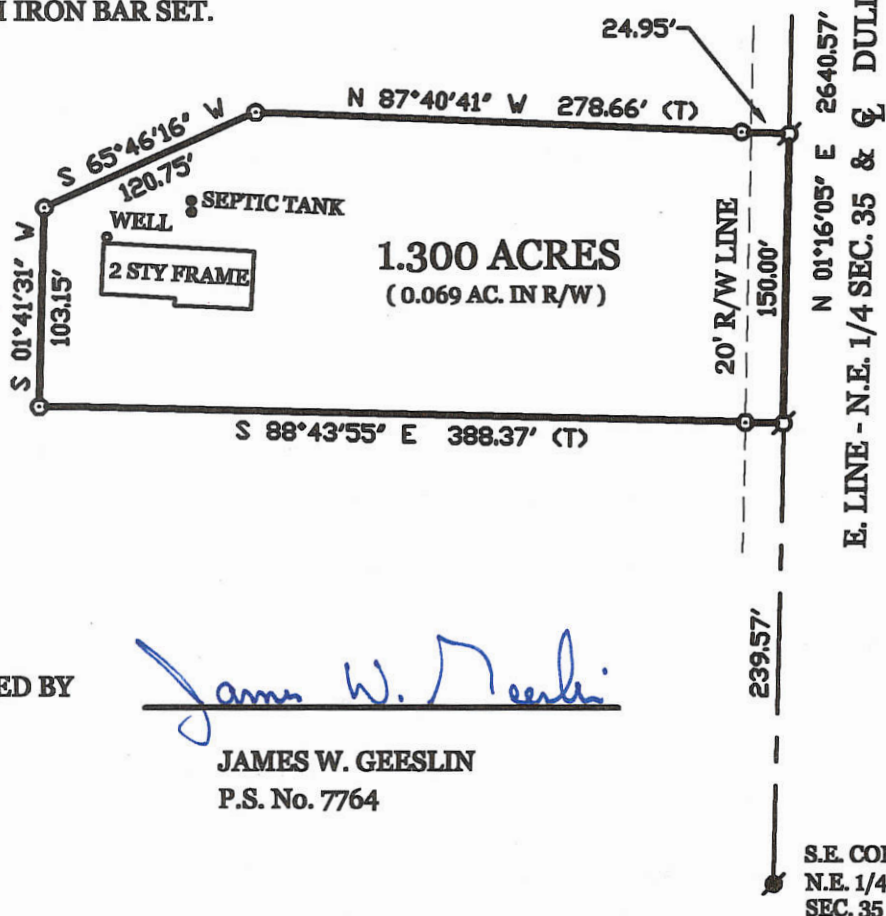 IRON BAR SET.
24.95'
N 87°40'41" W 278.66' (T)
S 65°46'16" W
120.75'
SEPTIC TANK
WELL
2 STY FRAME
S 01°41'31" W
103.15'
1.300 ACRES
( 0.069 AC. IN R/W )
20' R/W LINE
150.00'
N 01°16'05" E 2640.57'
E. LINE - N.E. 1/4 SEC. 35 & ℄
S 88°43'55" E 388.37' (T)
239.57'
BY
James W. Geeslin
JAMES W. GEESLIN
P.S. No. 7764
S.E.
N.E. 1/4
SEC. 35